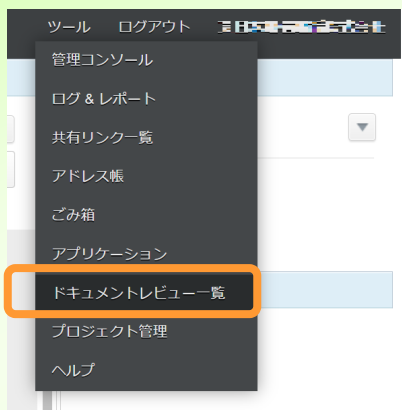 ツール ログアウト
管理コンソール
ログ & レポート
共有リンク一覧
アドレス帳
ごみ箱
アプリケーション
ドキュメントレビュー一覧
プロジェクト管理
ヘルプ